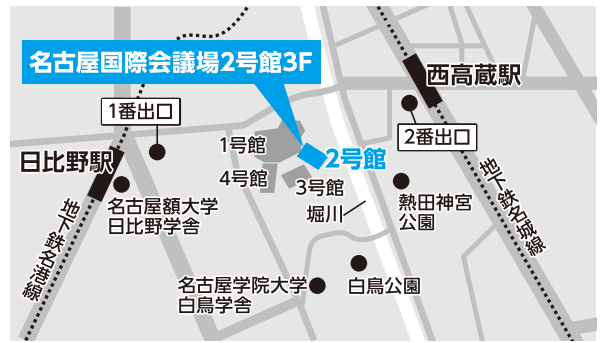 名古屋国際会議場2号館3F
西高蔵駅
1番出口
2番出口
1号館
2号館
日比野駅
4号館
3号館
地下鉄名城線
名古屋額大学
日比野学舎
堀川
熱田神宮
公園
地下鉄名港線
名古屋学院大学
白鳥学舎
白鳥公園